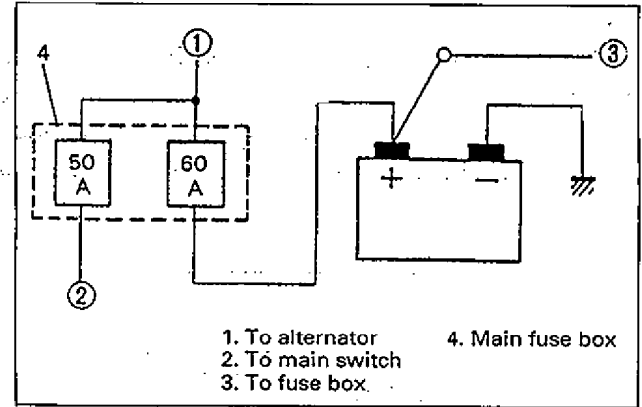 1
4
3
50
A
60
A
+ −
2
1. To alternator
2. To main switch
3. To fuse box.
4. Main fuse box